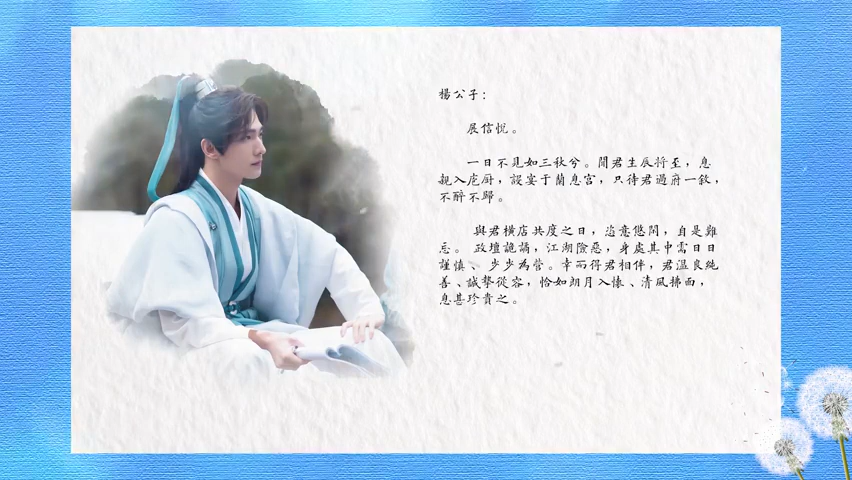 楊公子：
展信悅。
一日不見如三秋兮。聞君生辰將至，息
親入庖厨，設宴于蘭息宮，只待君過府一敘，
不醉不歸。
與君橫店共度之日，恣意悠閒，自是難
忘。 政壇詭譎，江湖險惡，身處其中需日日
謹慎、 步步為營。幸而得君相伴，君溫良純
善、誠摯從容，恰如朗月入懷、清風拂面，
息甚珍貴之。